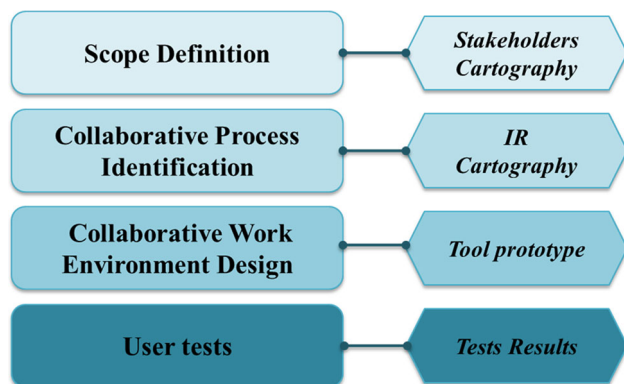 Scope Definition
Stakeholders
Cartography
Collaborative Process
Identification
IR
Cartography
Collaborative Work
Environment Design
Tool prototype
User tests
Tests Results